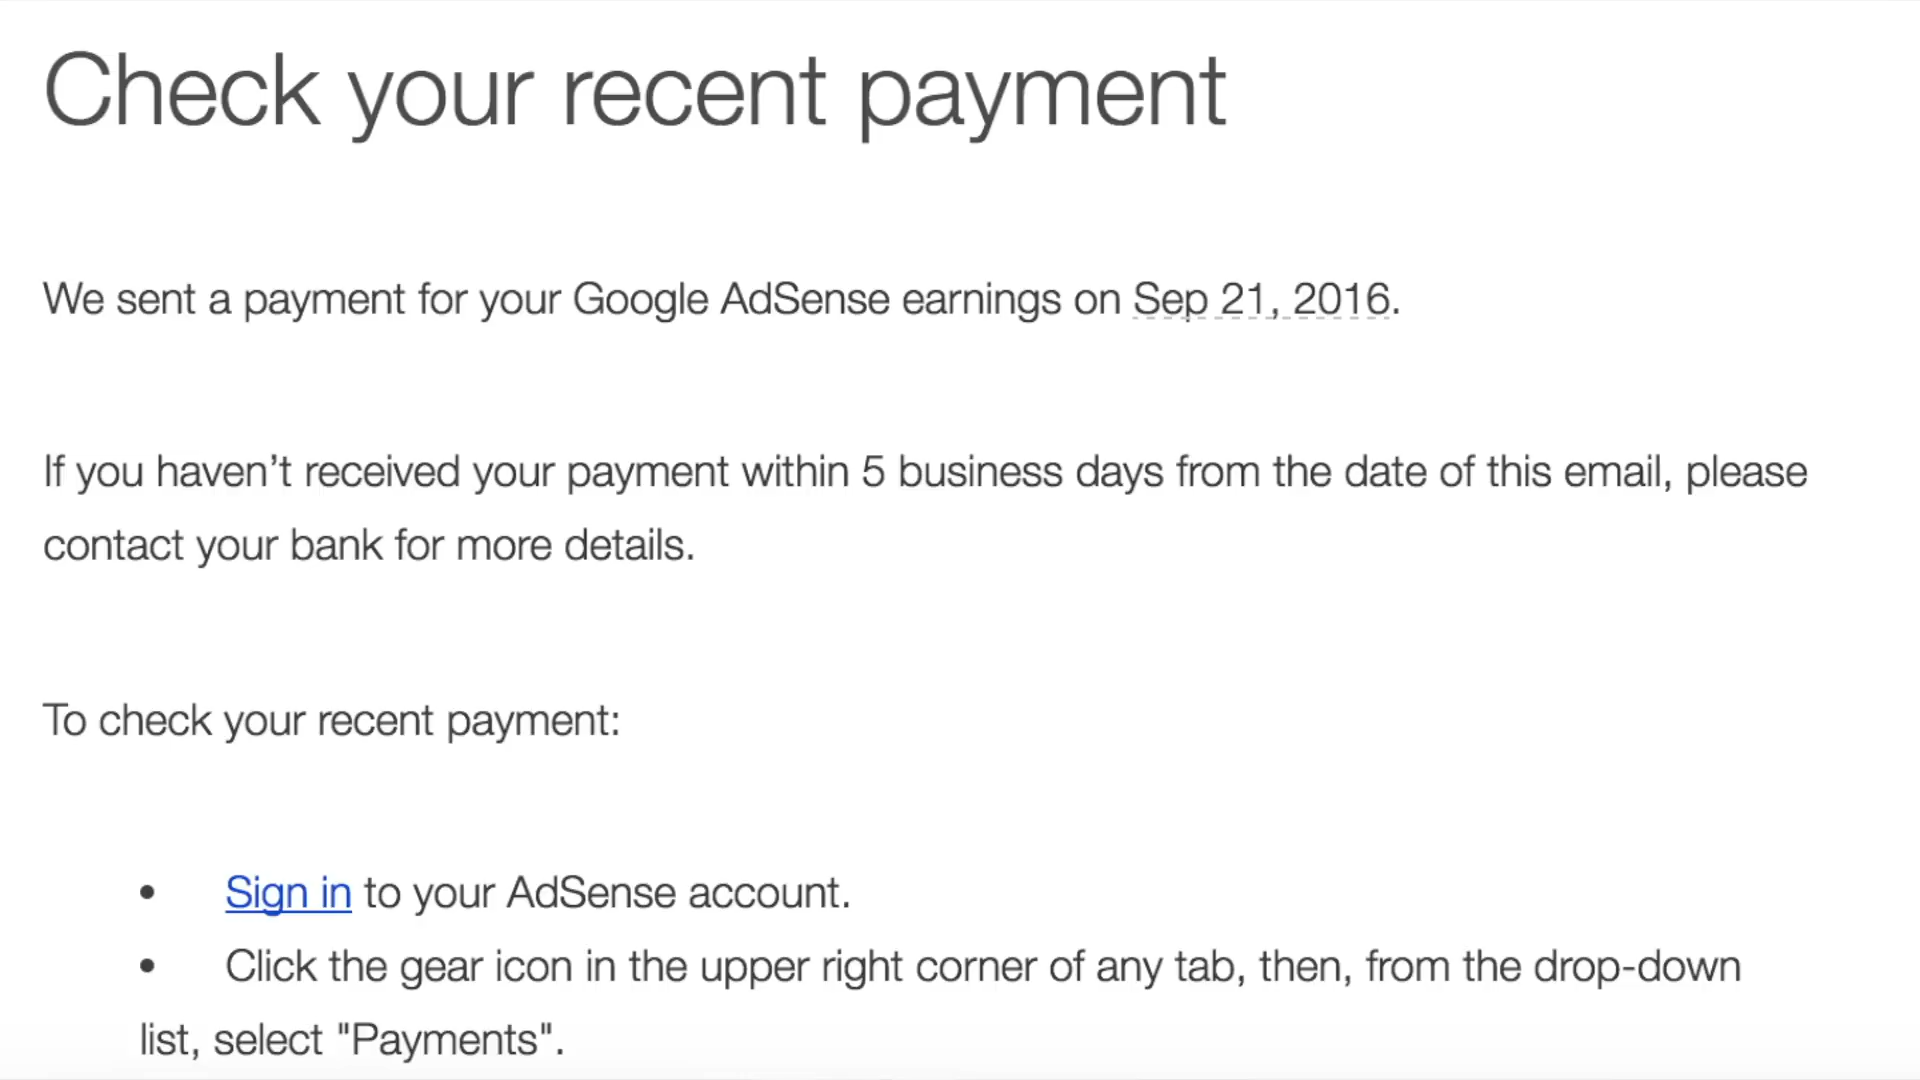 Check your recent payment
We sent a payment for your Google AdSense earnings on Sep 21, 2016.
If you haven’t received your payment within 5 business days from the date of this email, please
contact your bank for more details.
To check your recent payment:
• Sign in to your AdSense account.
• Click the gear icon in the upper right corner of any tab, then, from the drop-down
list, select "Payments".